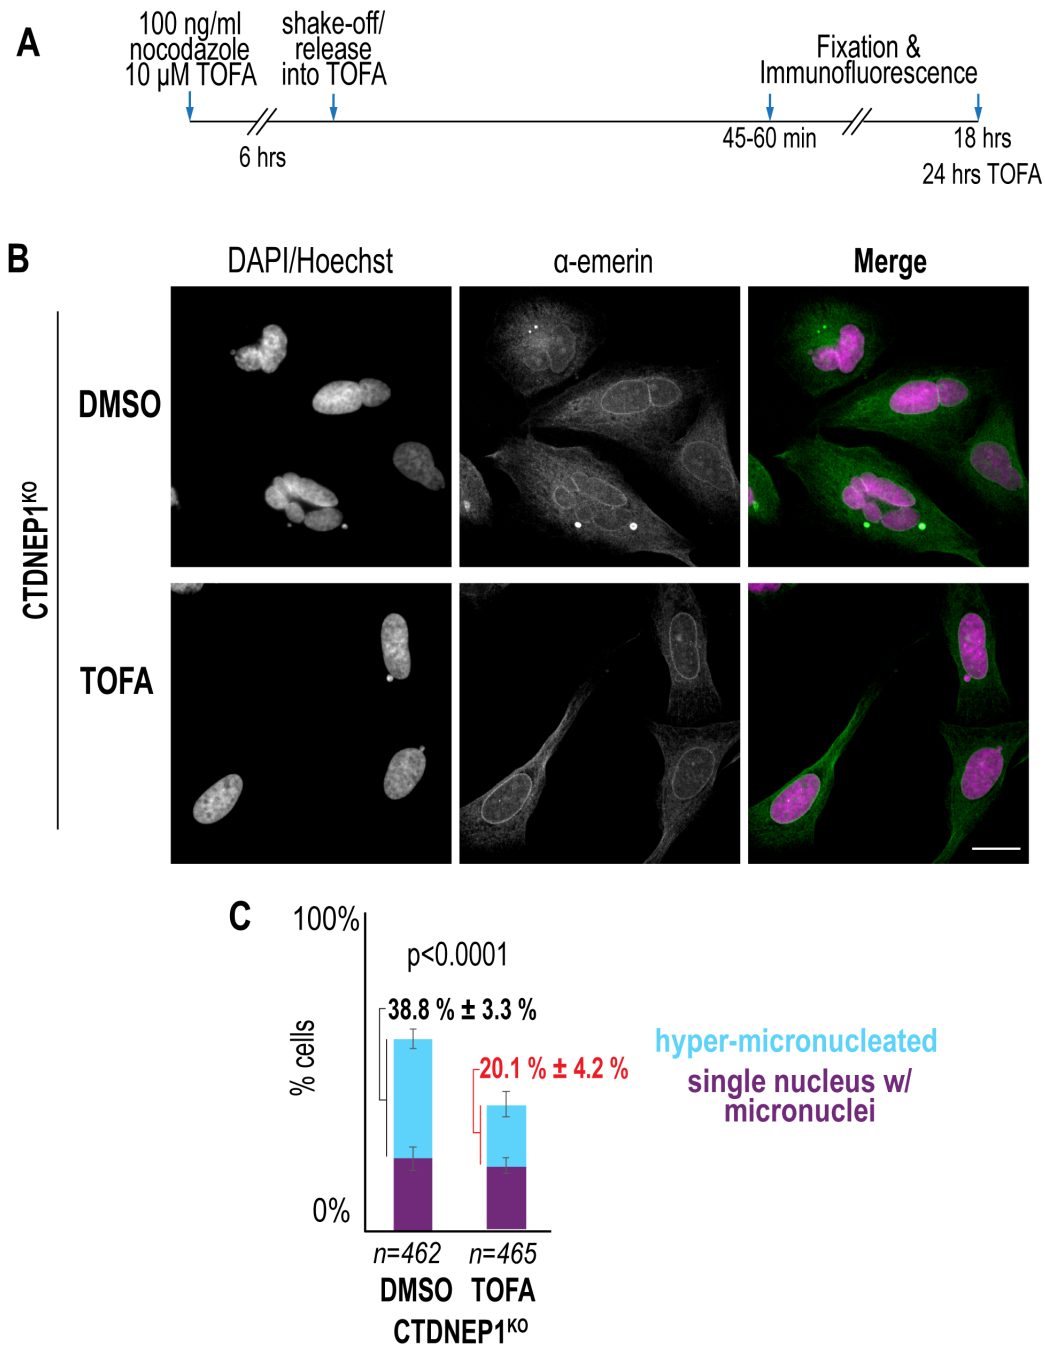 A
100 ng/ml
nocodazole
10 µM TOFA
shake-off/
release
into TOFA
Fixation &
Immunofluorescence
6 hrs
45-60 min
18 hrs
24 hrs TOFA
B
DAPI/Hoechst
α-emerin
Merge
CTDNEP1ᴷᴼ
DMSO
TOFA
C
100%
p<0.0001
38.8 % ± 3.3 %
20.1 % ± 4.2 %
% cells
0%
hyper-micronucleated
single nucleus w/
micronuclei
n=462
n=465
DMSO
TOFA
CTDNEP1ᴷᴼ